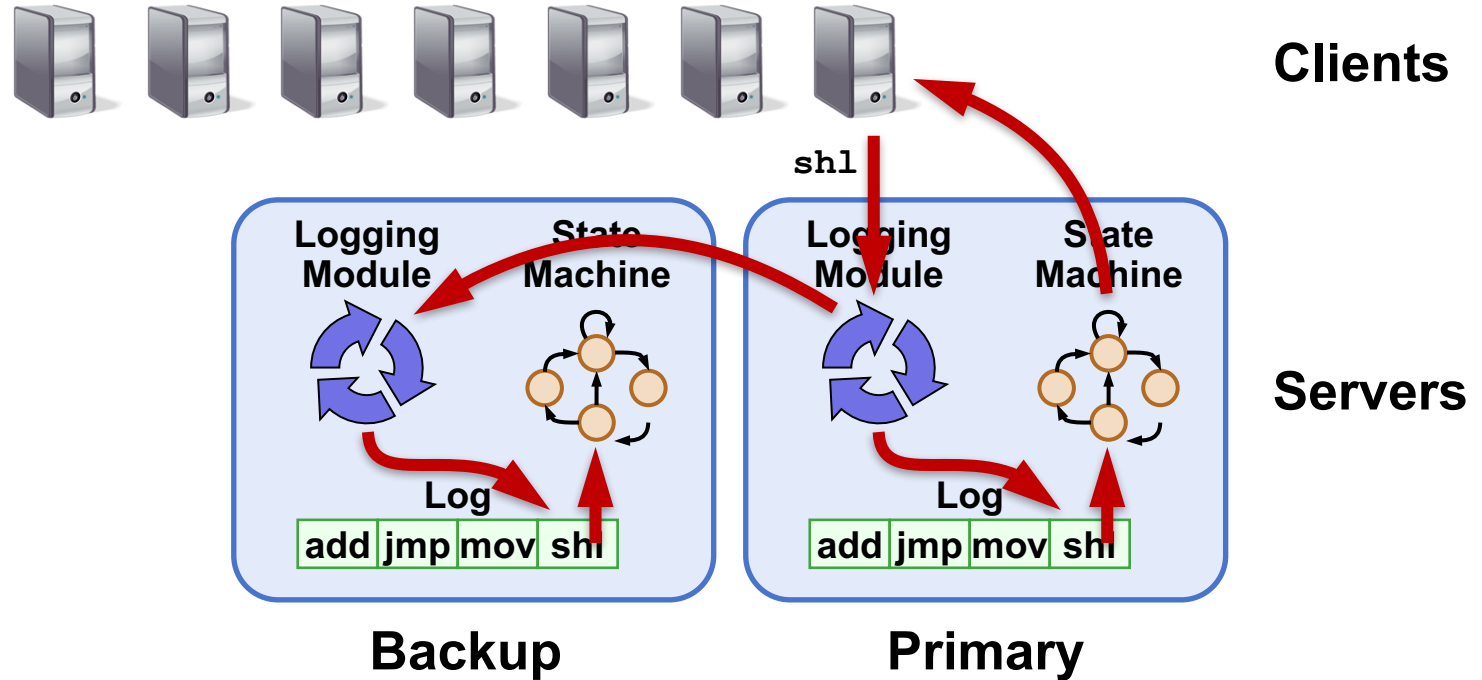 Clients
shl
Logging
Module
State
Machine
Logging
Module
State
Machine
Servers
Log
add jmp mov shl
Log
add jmp mov shl
Backup
Primary